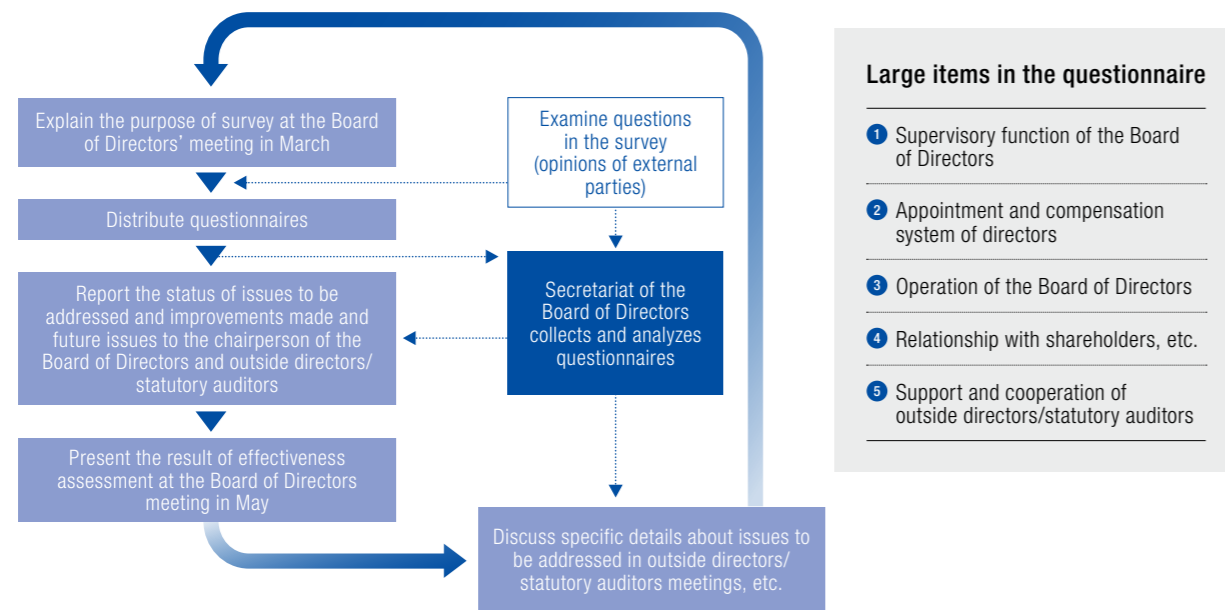 Explain the purpose of survey at the Board
of Directors’ meeting in March
Distribute questionnaires
Report the status of issues to be
addressed and improvements made and
future issues to the chairperson of the
Board of Directors and outside directors/
statutory auditors
Present the result of effectiveness
assessment at the Board of Directors
meeting in May
Examine questions
in the survey
(opinions of external
parties)
Secretariat of the
Board of Directors
collects and analyzes
questionnaires
Discuss specific details about issues to
be addressed in outside directors/
statutory auditors meetings, etc.
Large items in the questionnaire
1 Supervisory function of the Board
of Directors
2 Appointment and compensation
system of directors
3 Operation of the Board of Directors
4 Relationship with shareholders, etc.
5 Support and cooperation of
outside directors/statutory auditors